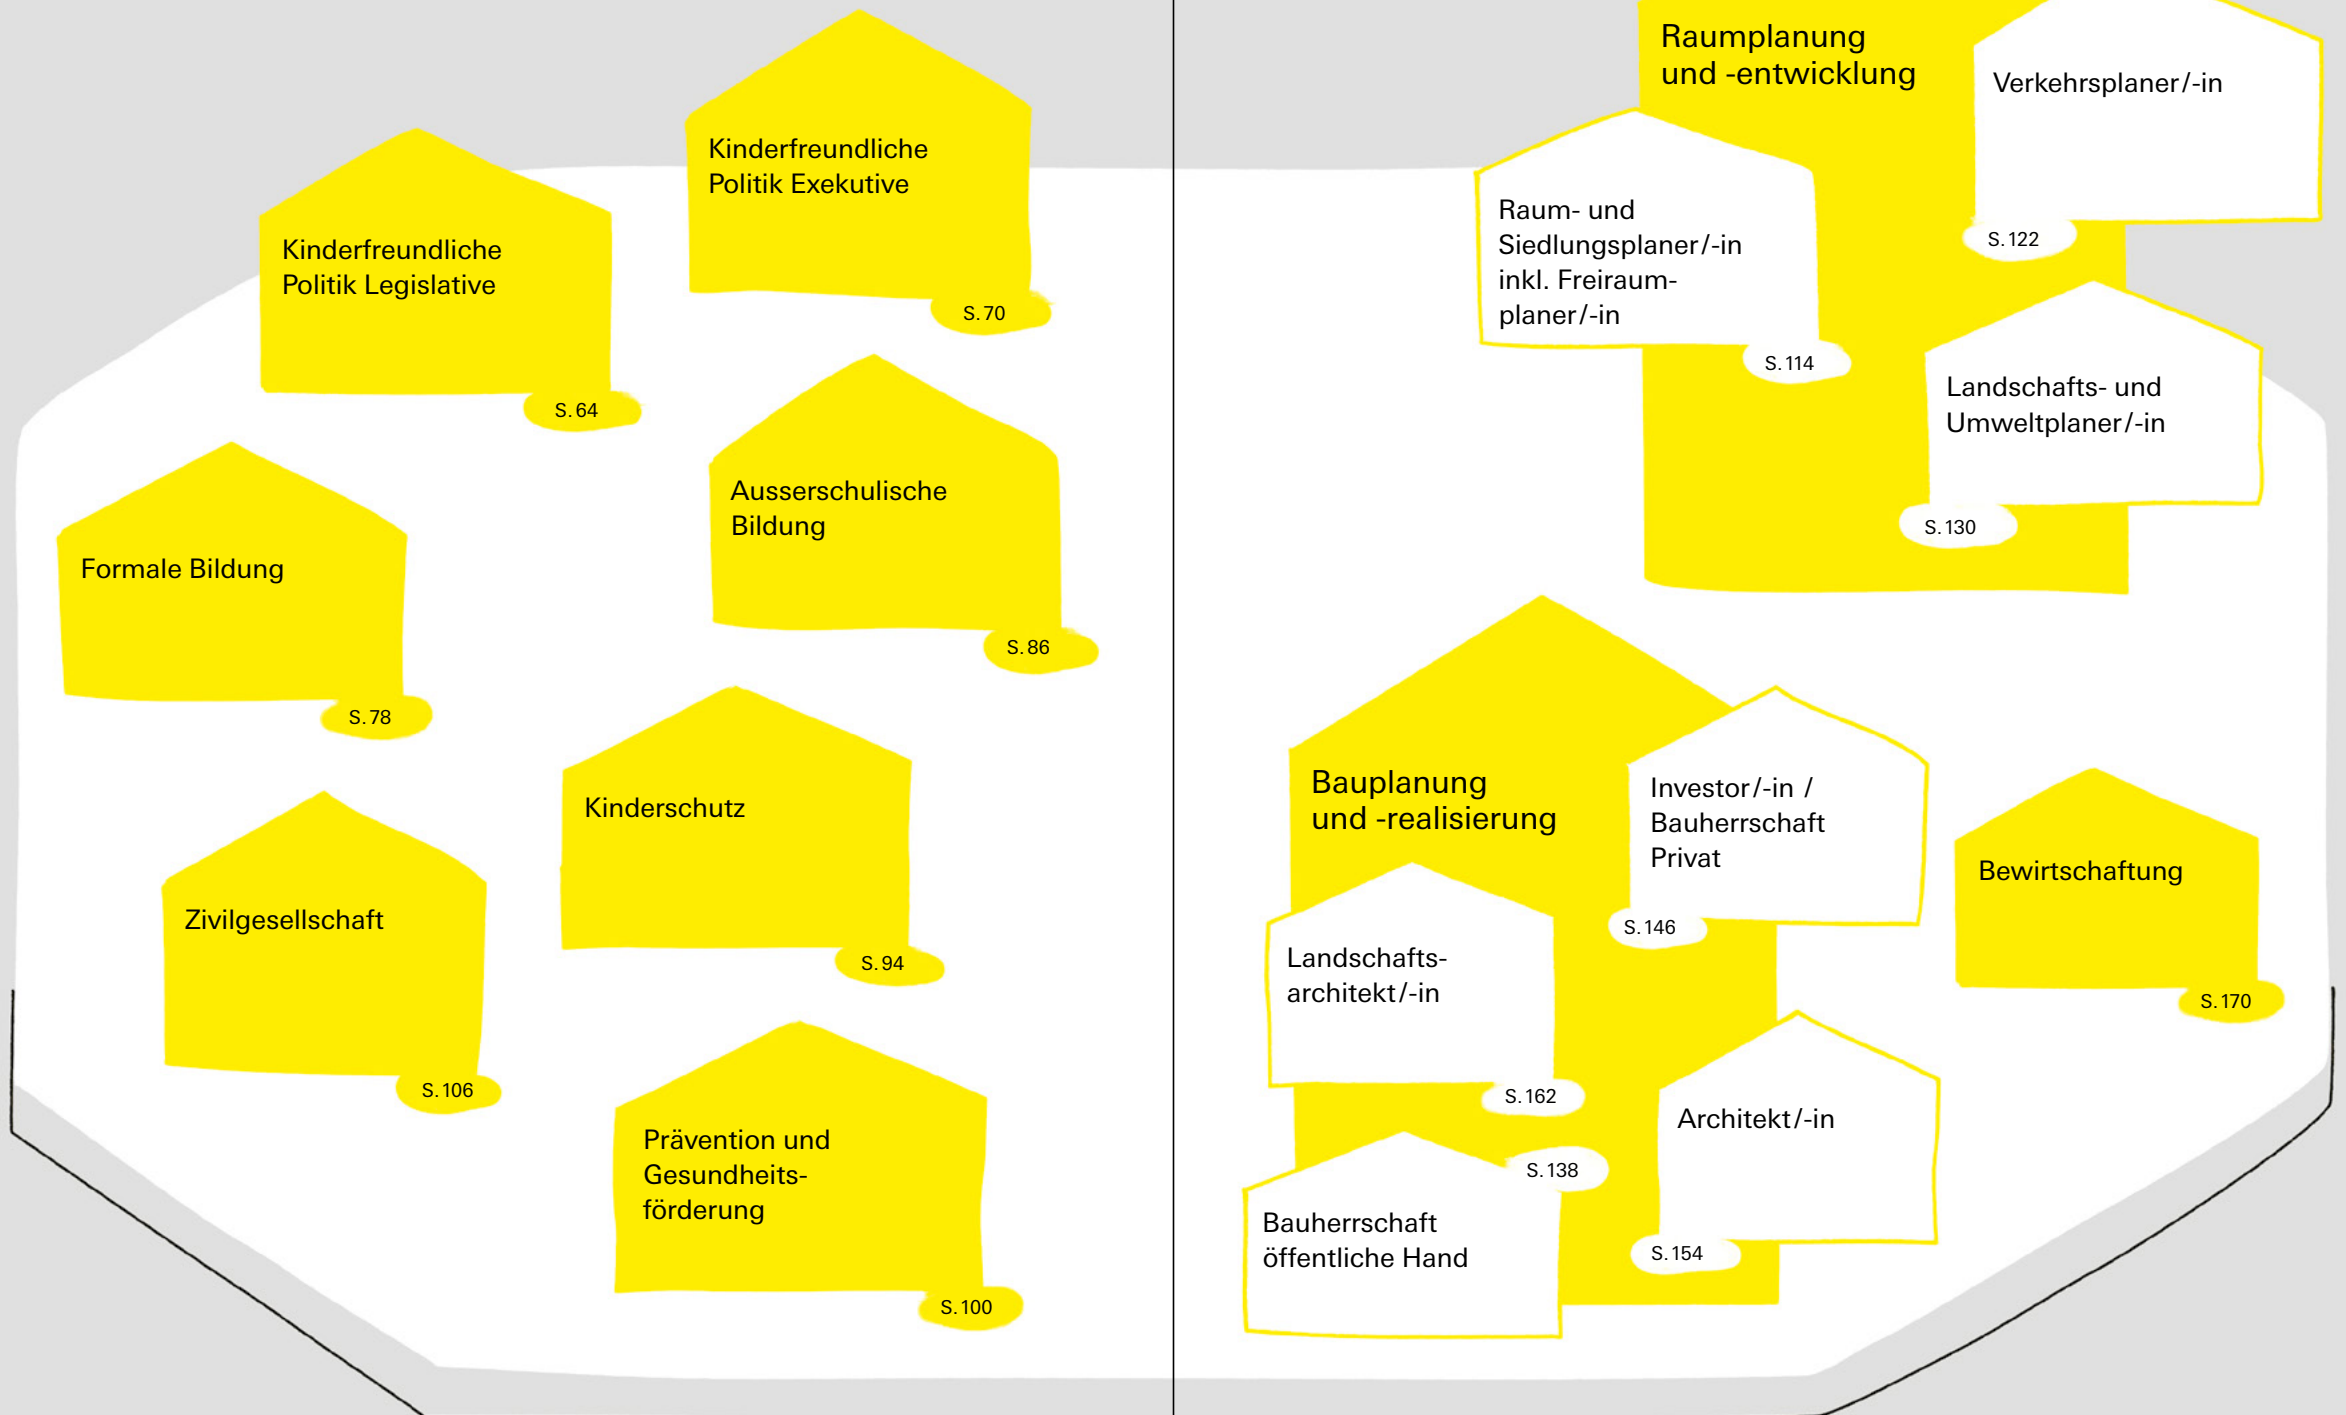 Kinderfreundliche
Politik Exekutive
S. 70
Kinderfreundliche
Politik Legislative
S. 64
Ausserschulische
Bildung
S. 86
Formale Bildung
S. 78
Kinderschutz
S. 94
Zivilgesellschaft
S. 106
Prävention und
Gesundheits-
förderung
S. 100
Raumplanung
und -entwicklung
Verkehrsplaner/-in
S. 122
Raum- und
Siedlungsplaner/-in
inkl. Freiraum-
planer/-in
S. 114
Landschafts- und
Umweltplaner/-in
S. 130
Bauplanung
und -realisierung
Investor/-in /
Bauherrschaft
Privat
S. 146
Bewirtschaftung
S. 170
Landschafts-
architekt/-in
S. 162
Architekt/-in
S. 154
S. 138
Bauherrschaft
öffentliche Hand